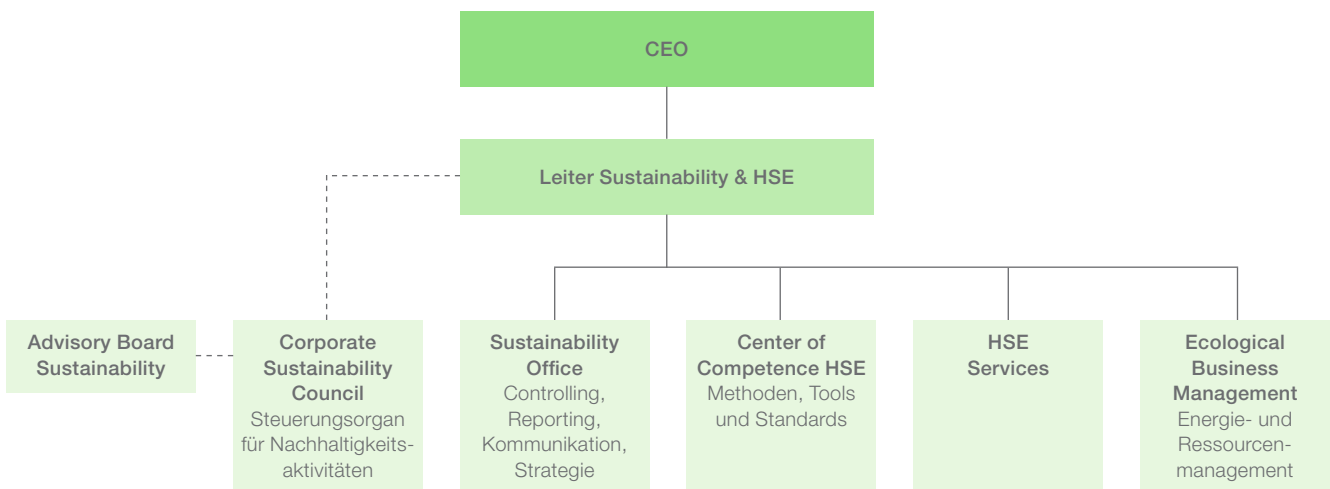 CEO
Leiter Sustainability & HSE
Advisory Board
Sustainability
Corporate
Sustainability
Council
Steuerungsorgan
für Nachhaltigkeits-
aktivitäten
Sustainability
Office
Controlling,
Reporting,
Kommunikation,
Strategie
Center of
Competence HSE
Methoden, Tools
und Standards
HSE
Services
Ecological
Business
Management
Energie- und
Ressourcen-
management